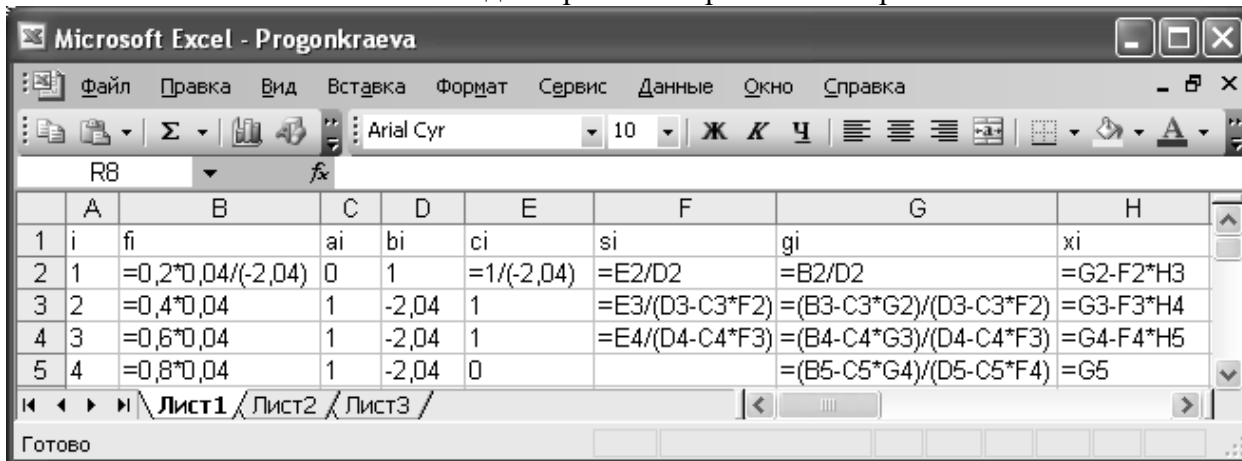 Microsoft Excel - Progonkraeva
Файл Правка Вид Вставка Формат Сервис Данные Окно Справка
Arial Cyr 10 Ж К Ч A
R8 fx
A B C D E F G H
1 i fi ai bi ci si gi xi
2 1 =0,2*0,04/(-2,04) 0 1 =1/(-2,04) =E2/D2 =B2/D2 =G2-F2*H3
3 2 =0,4*0,04 1 -2,04 1 =E3/(D3-C3*F2) =(B3-C3*G2)/(D3-C3*F2) =G3-F3*H4
4 3 =0,6*0,04 1 -2,04 1 =E4/(D4-C4*F3) =(B4-C4*G3)/(D4-C4*F3) =G4-F4*H5
5 4 =0,8*0,04 1 -2,04 0 =(B5-C5*G4)/(D5-C5*F4) =G5
Лист1 Лист2 Лист3
Готово